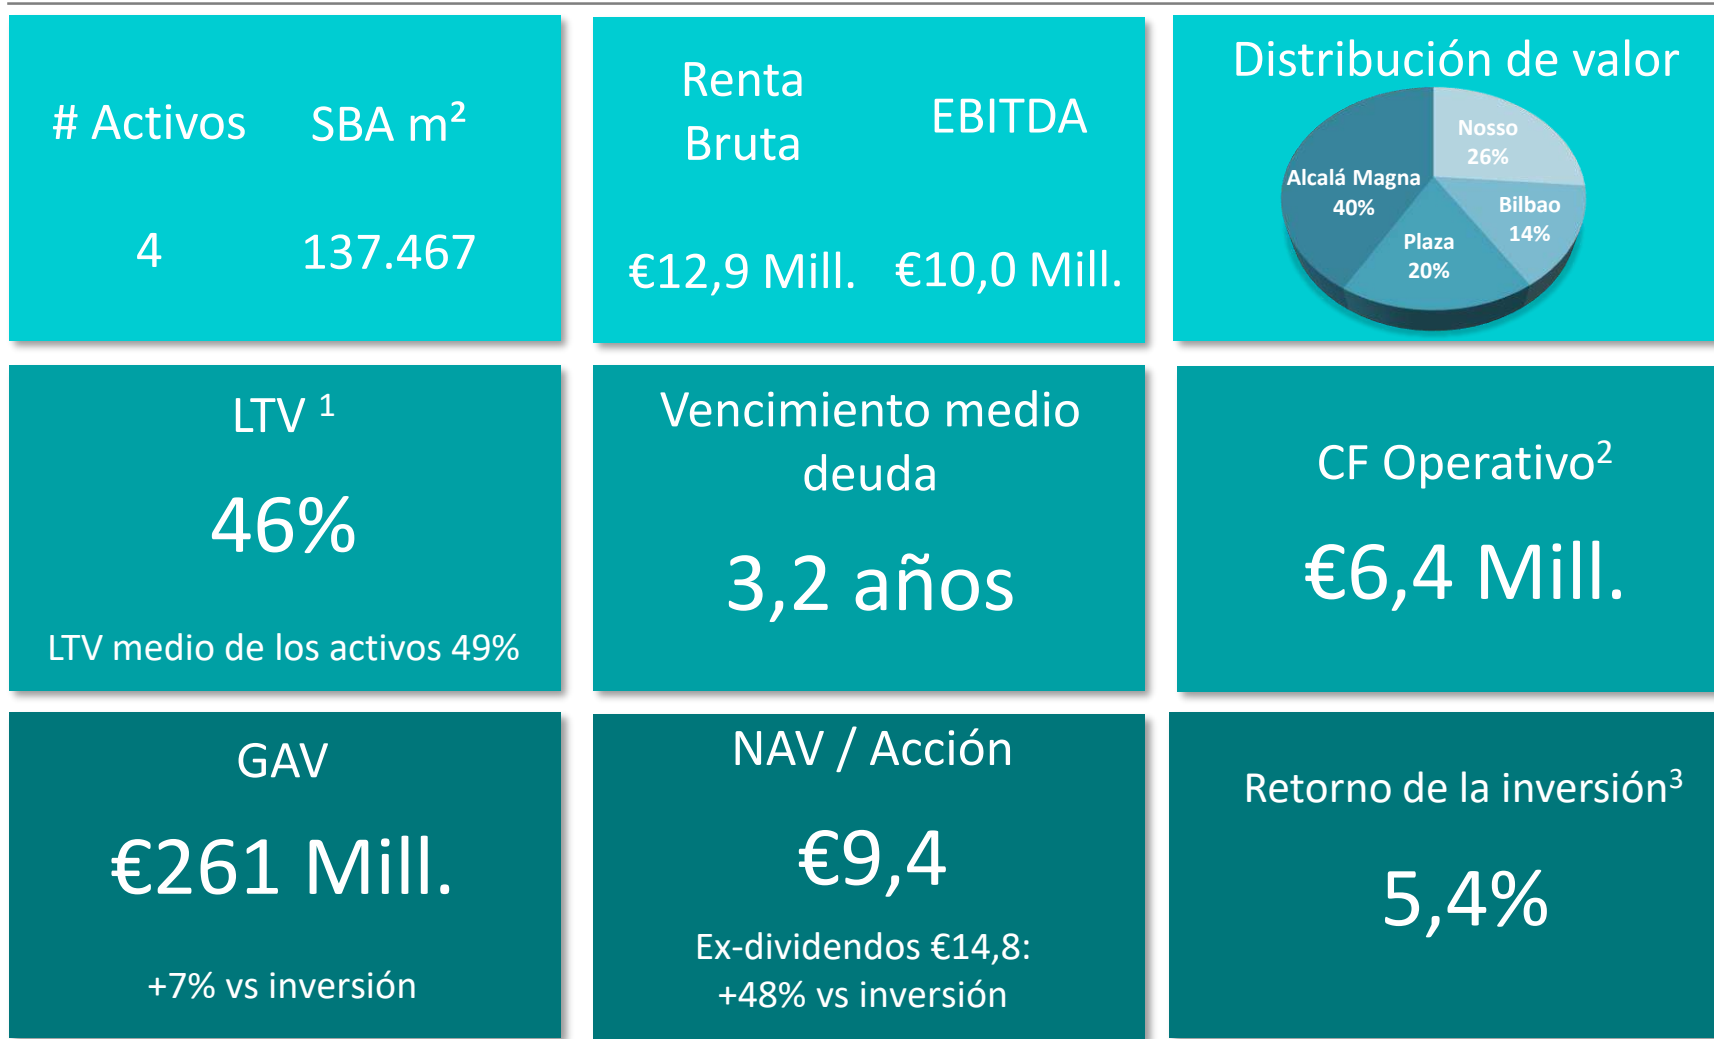 # Activos
SBA m²
4
137.467
Renta
Bruta
EBITDA
€12,9 Mill.
€10,0 Mill.
Distribución de valor
Nosso
26%
Alcalá Magna
40%
Bilbao
14%
Plaza
20%
LTV ¹
46%
LTV medio de los activos 49%
Vencimiento medio
deuda
3,2 años
CF Operativo²
€6,4 Mill.
GAV
€261 Mill.
+7% vs inversión
NAV / Acción
€9,4
Ex-dividendos €14,8:
+48% vs inversión
Retorno de la inversión³
5,4%